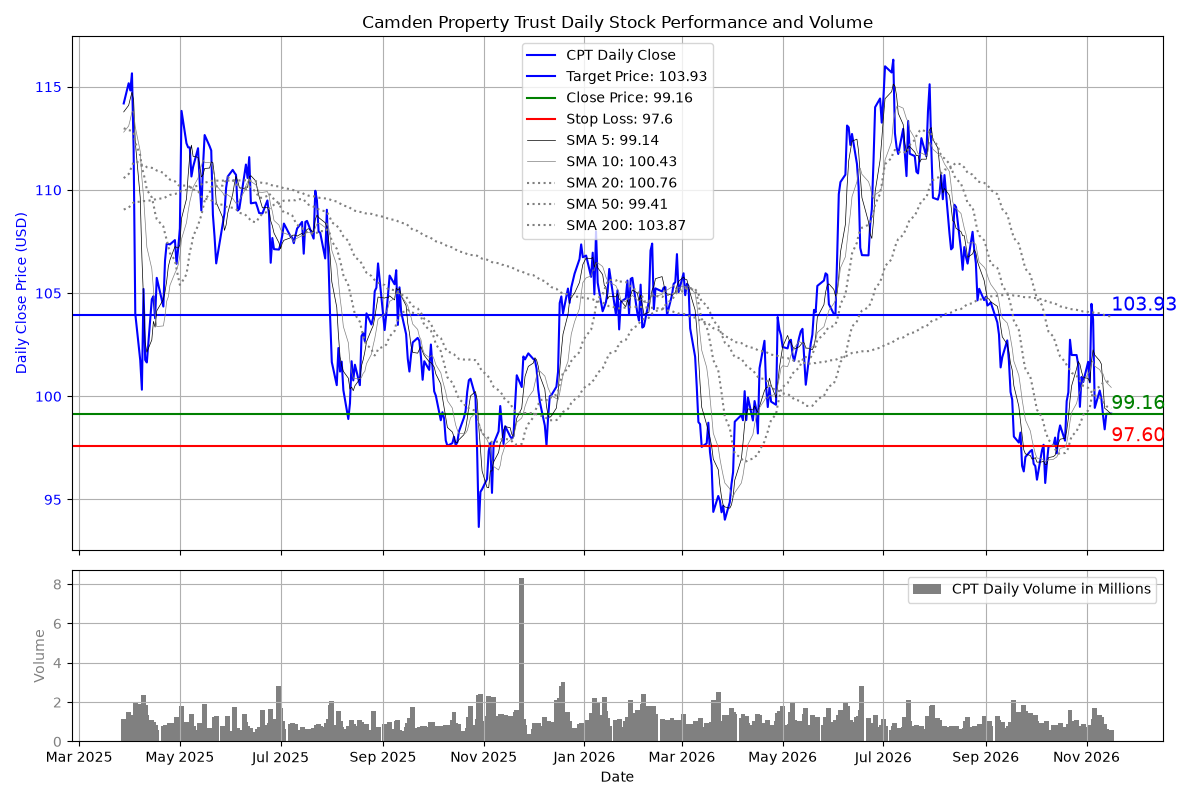 Camden Property Trust Daily Stock Performance and Volume
CPT Daily Close
Target Price: 103.93
Close Price: 99.16
Stop Loss: 97.6
SMA 5: 99.14
SMA 10: 100.43
SMA 20: 100.76
SMA 50: 99.41
SMA 200: 103.87
Daily Close Price (USD)
115
110
105
100
95
103.93
99.16
97.60
CPT Daily Volume in Millions
Volume
8
6
4
2
0
Mar 2025 May 2025 Jul 2025 Sep 2025 Nov 2025 Jan 2026 Mar 2026 May 2026 Jul 2026 Sep 2026 Nov 2026
Date